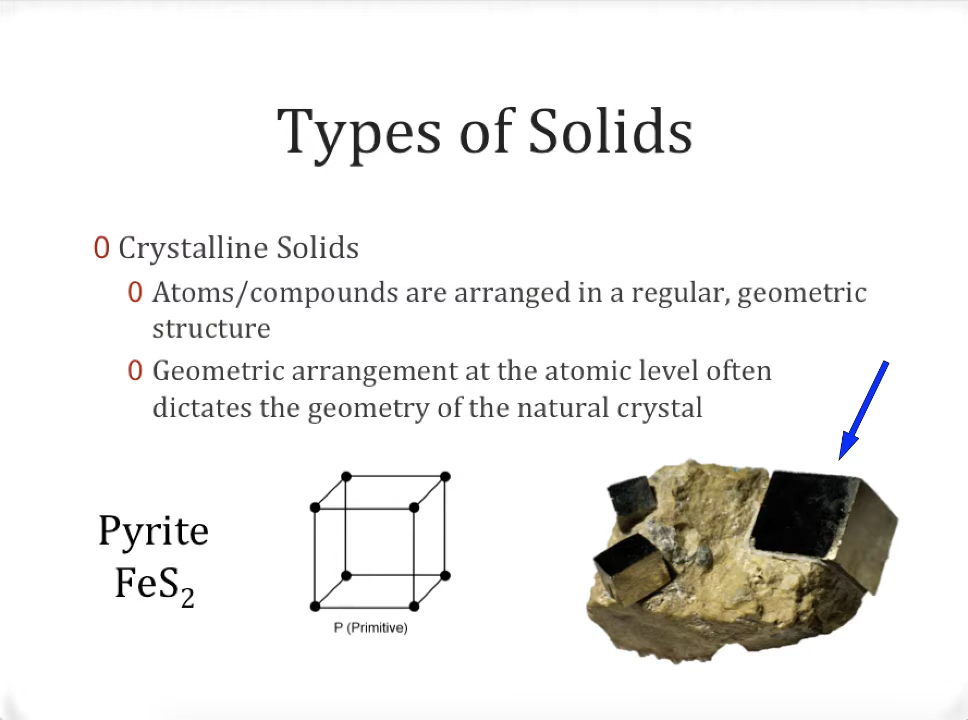 Types of Solids
0 Crystalline Solids
0 Atoms/compounds are arranged in a regular, geometric
structure
0 Geometric arrangement at the atomic level often
dictates the geometry of the natural crystal
Pyrite
FeS₂
P (Primitive)